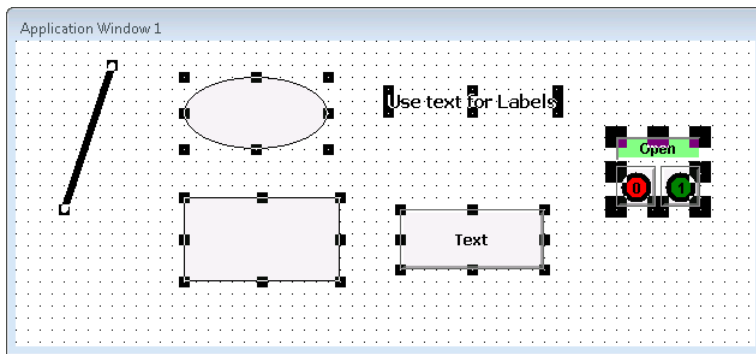 Application Window 1
Use text for Labels
Open
0 1
Text